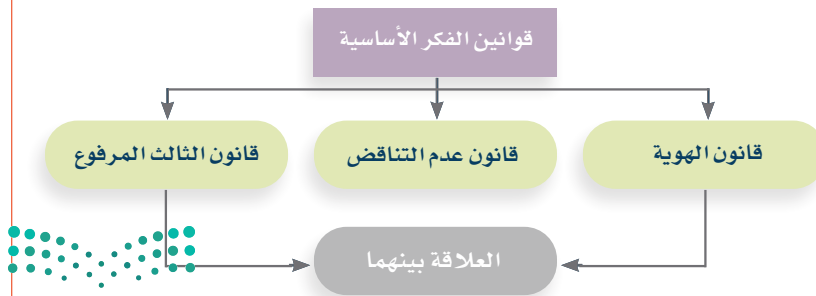 قوانين الفكر الأساسية
قانون الهوية
قانون عدم التناقض
قانون الثالث المرفوع
العلاقة بينهما